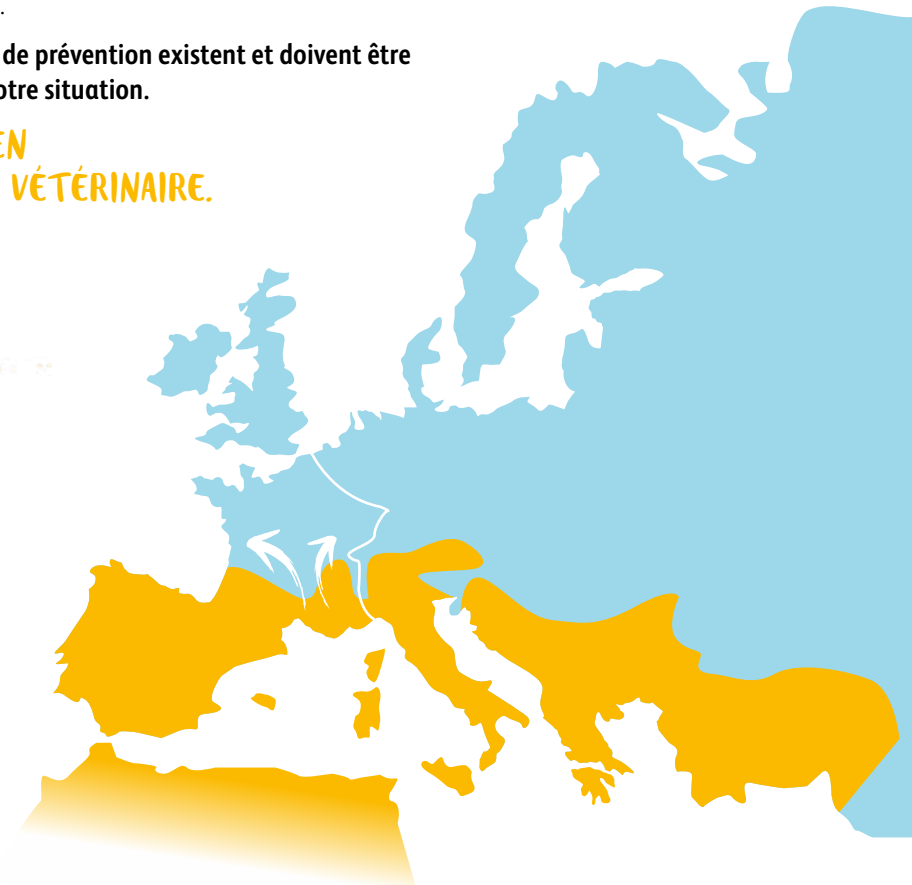 .
de prévention existent et doivent être
otre situation.
EN
VÉTÉRINAIRE.